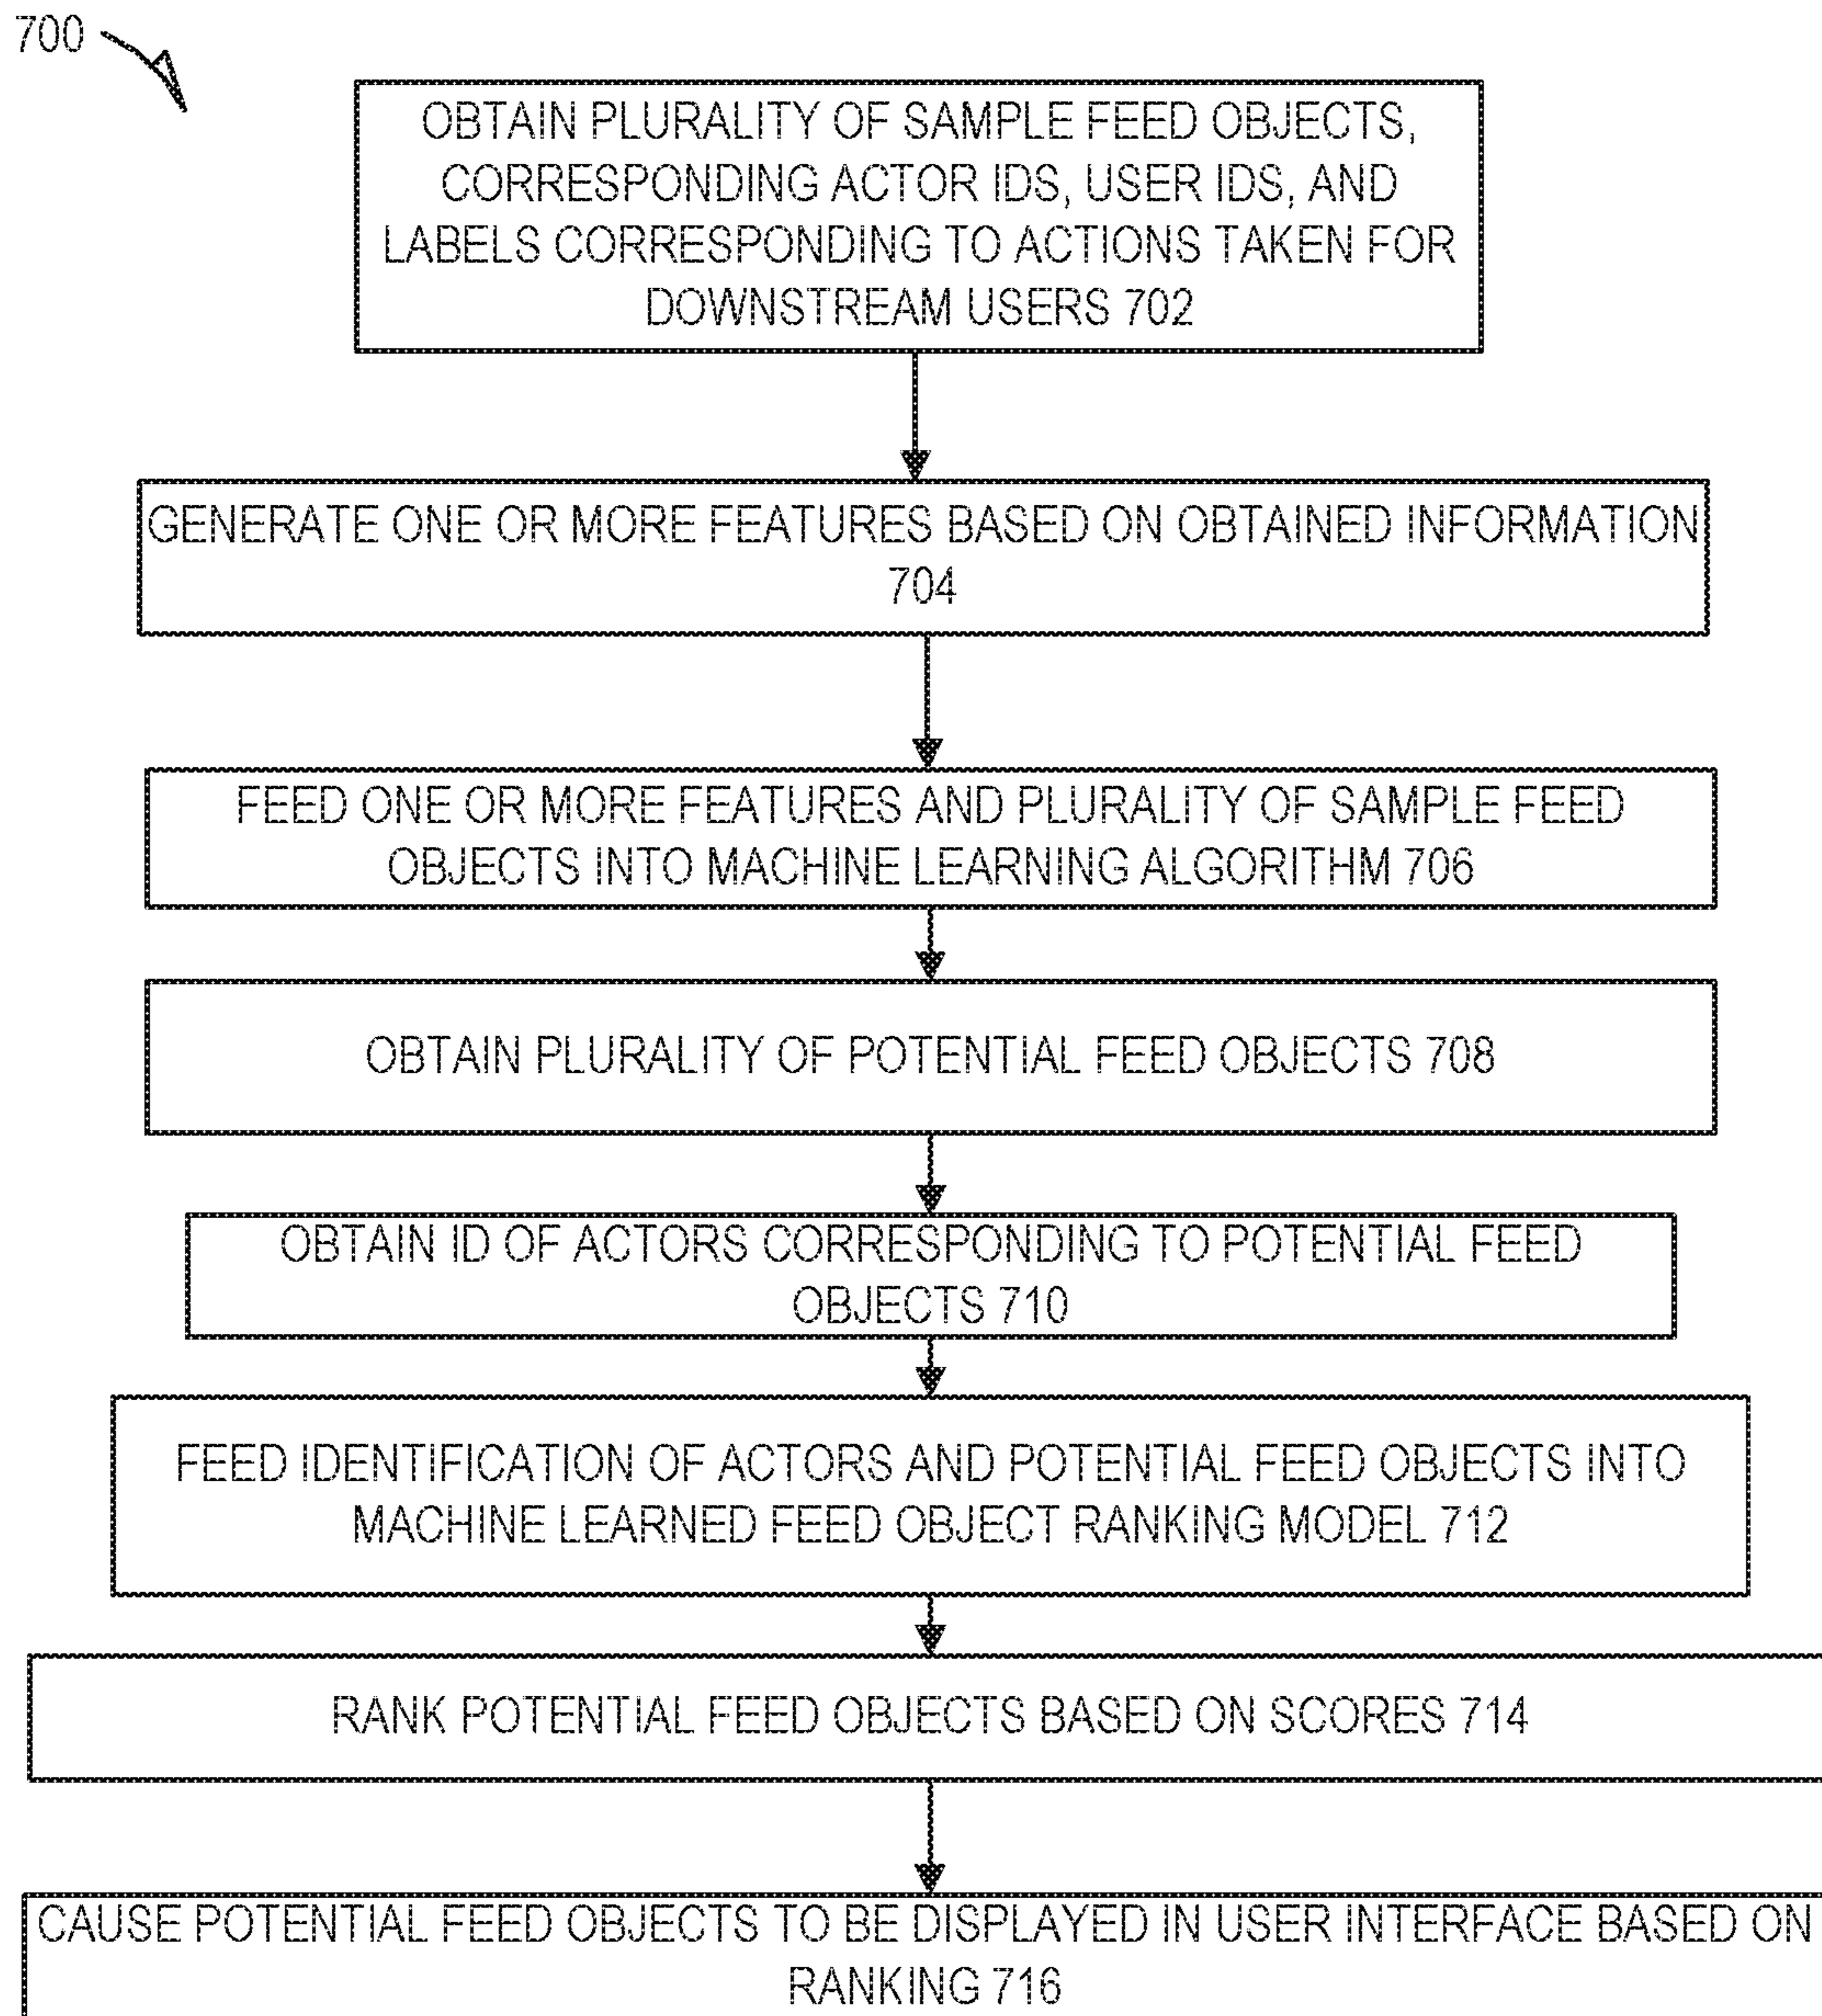 700
OBTAIN PLURALITY OF SAMPLE FEED OBJECTS,
CORRESPONDING ACTOR IDS, USER IDS, AND
LABELS CORRESPONDING TO ACTIONS TAKEN FOR
DOWNSTREAM USERS 702
GENERATE ONE OR MORE FEATURES BASED ON OBTAINED INFORMATION
704
FEED ONE OR MORE FEATURES AND PLURALITY OF SAMPLE FEED
OBJECTS INTO MACHINE LEARNING ALGORITHM 706
OBTAIN PLURALITY OF POTENTIAL FEED OBJECTS 708
OBTAIN ID OF ACTORS CORRESPONDING TO POTENTIAL FEED
OBJECTS 710
FEED IDENTIFICATION OF ACTORS AND POTENTIAL FEED OBJECTS INTO
MACHINE LEARNED FEED OBJECT RANKING MODEL 712
RANK POTENTIAL FEED OBJECTS BASED ON SCORES 714
CAUSE POTENTIAL FEED OBJECTS TO BE DISPLAYED IN USER INTERFACE BASED ON
RANKING 716